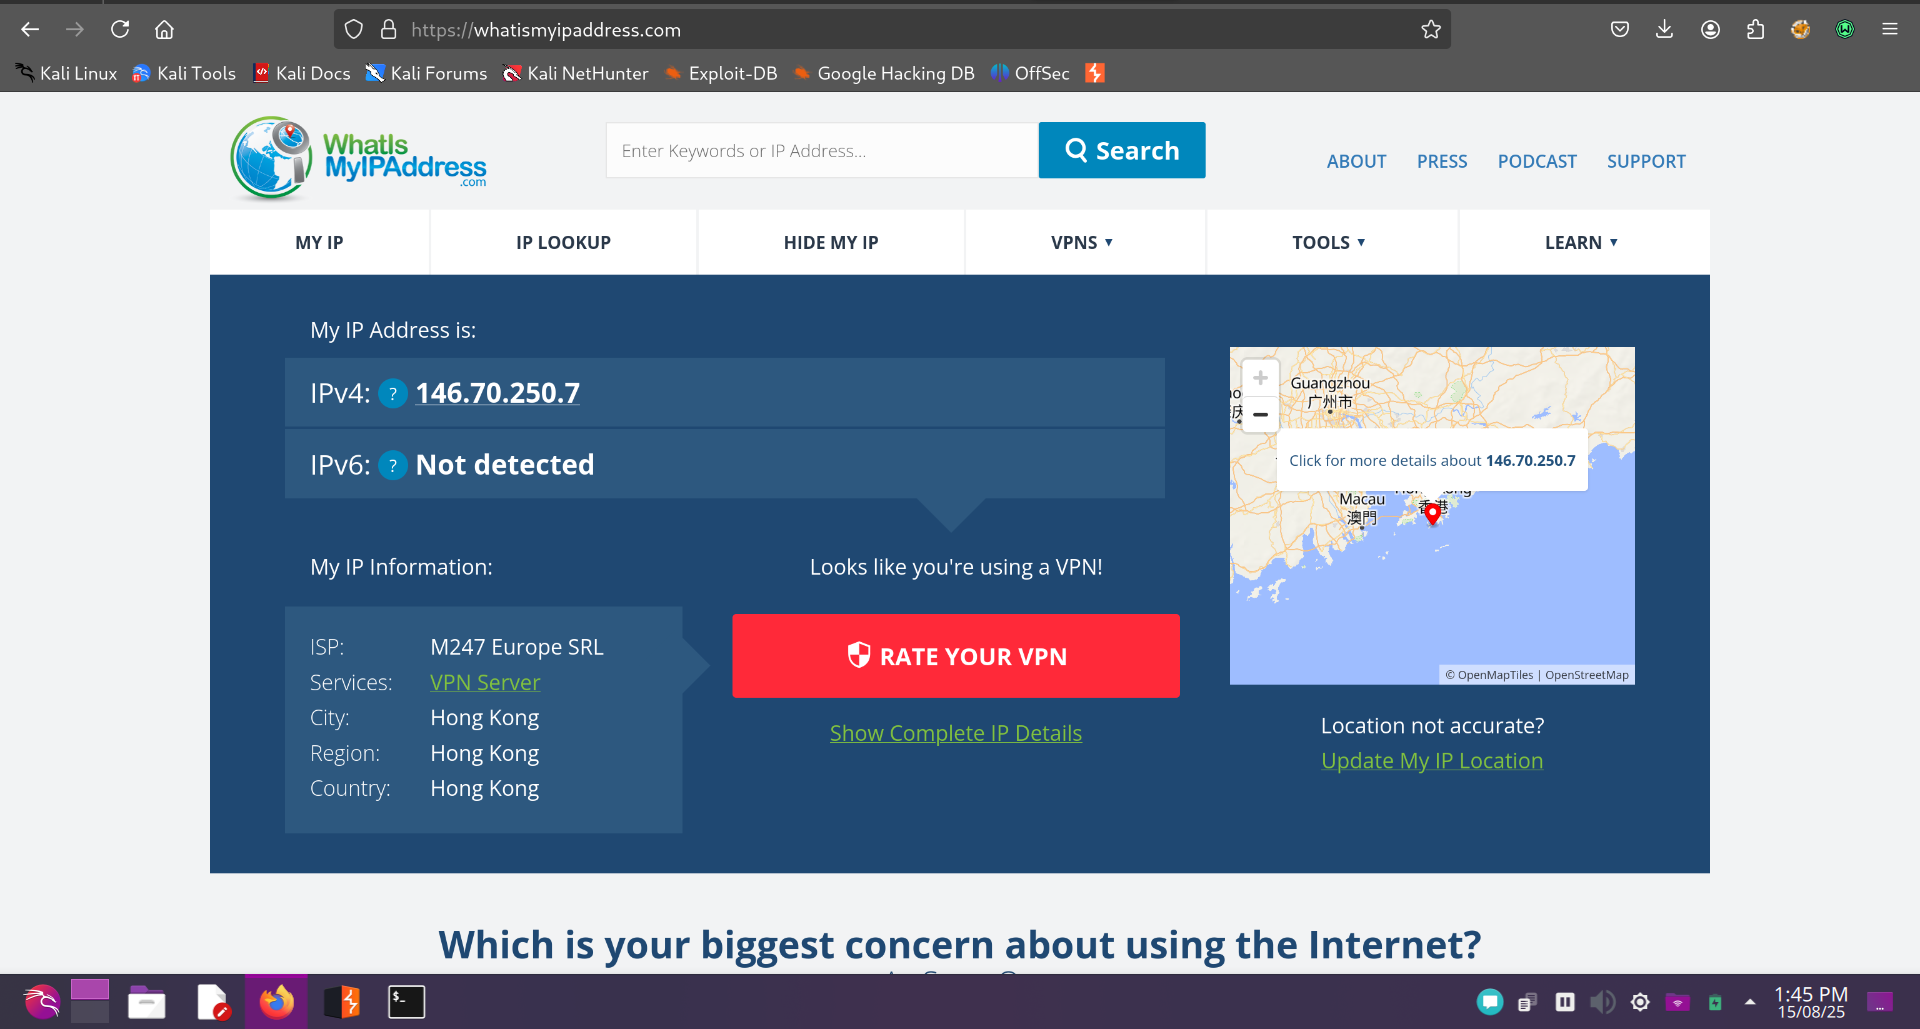 https://whatismyipaddress.com
Kali Linux Kali Tools Kali Docs Kali Forums Kali NetHunter Exploit-DB Google Hacking DB OffSec
WhatIs
MyIPAddress
.com
Enter Keywords or IP Address...
Search
ABOUT PRESS PODCAST SUPPORT
MY IP IP LOOKUP HIDE MY IP VPNS ▼ TOOLS ▼ LEARN ▼
My IP Address is:
IPv4: ? 146.70.250.7
IPv6: ? Not detected
Guangzhou
广州市
Click for more details about 146.70.250.7
Macau
澳門
香港
© OpenMapTiles | OpenStreetMap
My IP Information:
ISP: M247 Europe SRL
Services: VPN Server
City: Hong Kong
Region: Hong Kong
Country: Hong Kong
Looks like you're using a VPN!
RATE YOUR VPN
Show Complete IP Details
Location not accurate?
Update My IP Location
Which is your biggest concern about using the Internet?
1:45 PM
15/08/25